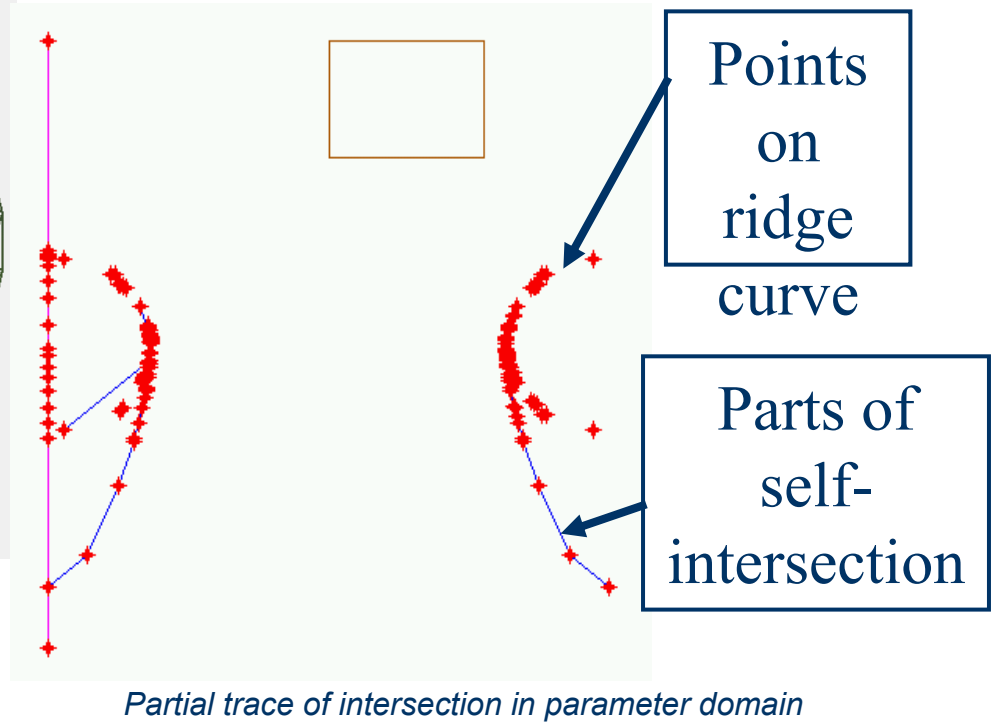 Points
on
ridge
curve
Parts of
self-
intersection
Partial trace of intersection in parameter domain